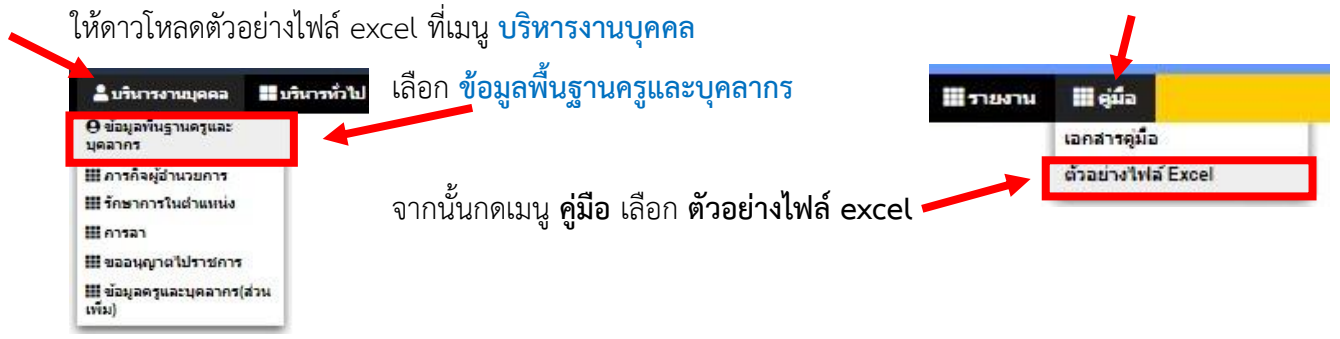 ให้ดาวโหลดตัวอย่างไฟล์ excel ที่เมนู บริหารงานบุคคล
เลือก ข้อมูลพื้นฐานครูและบุคลากร
บริหารงานบุคคล บริหารทั่วไป
ข้อมูลพื้นฐานครูและ
บุคลากร
ภารกิจผู้อำนวยการ
รักษาการในตำแหน่ง
การลา
ขออนุญาตไปราชการ
ข้อมูลครูและบุคลากร(ส่วน
เพิ่ม)
จากนั้นกดเมนู คู่มือ เลือก ตัวอย่างไฟล์ excel
รายงาน คู่มือ
เอกสารคู่มือ
ตัวอย่างไฟล์ Excel